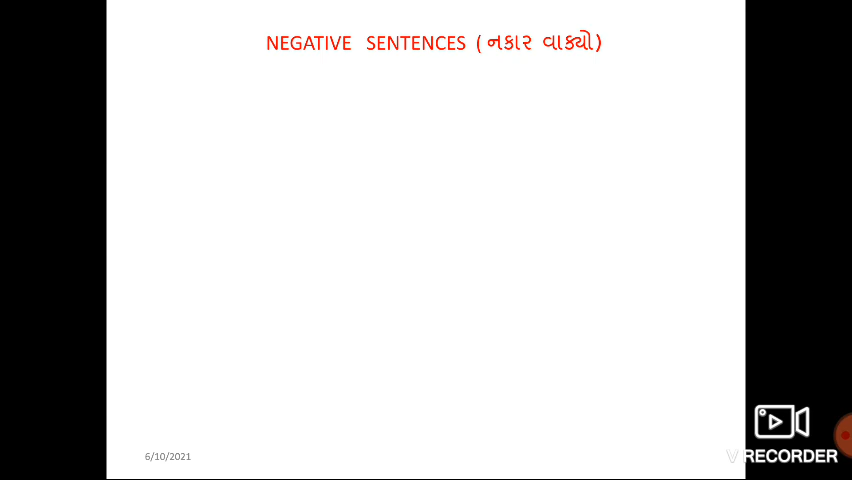 NEGATIVE SENTENCES ( નકાર વાક્યો)
6/10/2021
V RECORDER